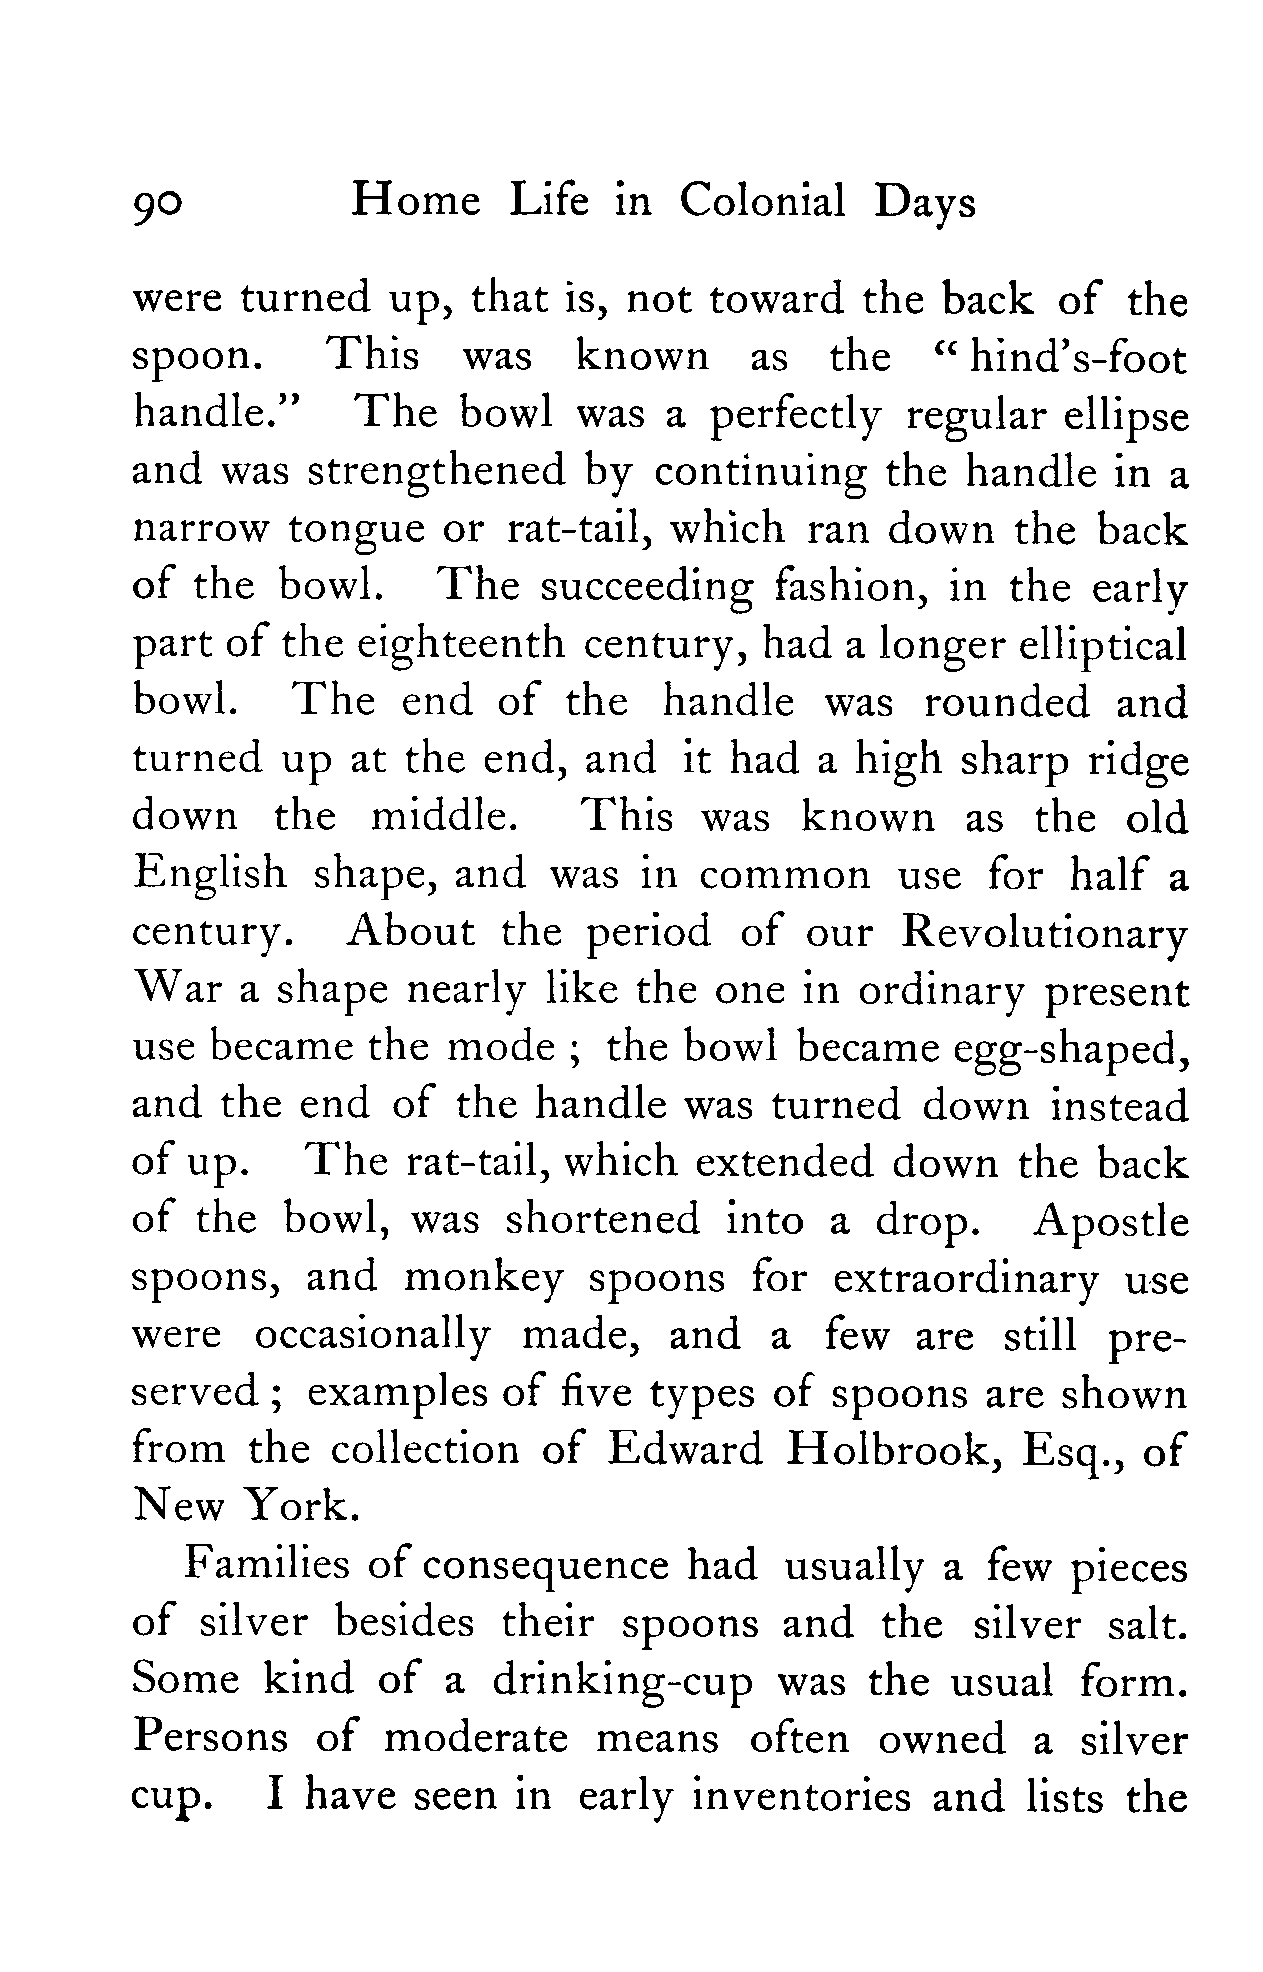 90 Home Life in Colonial Days
were turned up, that is, not toward the back of the
spoon. This was known as the “ hind’s-foot
handle.” The bowl was a perfectly regular ellipse
and was strengthened by continuing the handle in a
narrow tongue or rat-tail, which ran down the back
of the bowl. The succeeding fashion, in the early
part of the eighteenth century, had a longer elliptical
bowl. The end of the handle was rounded and
turned up at the end, and it had a high sharp ridge
down the middle. This was known as the old
English shape, and was in common use for half a
century. About the period of our Revolutionary
War a shape nearly like the one in ordinary present
use became the mode ; the bowl became egg-shaped,
and the end of the handle was turned down instead
of up. The rat-tail, which extended down the back
of the bowl, was shortened into a drop. Apostle
spoons, and monkey spoons for extraordinary use
were occasionally made, and a few are still pre-
served ; examples of five types of spoons are shown
from the collection of Edward Holbrook, Esq., of
New York.
Families of consequence had usually a few pieces
of silver besides their spoons and the silver salt.
Some kind of a drinking-cup was the usual form.
Persons of moderate means often owned a silver
cup. I have seen in early inventories and lists the